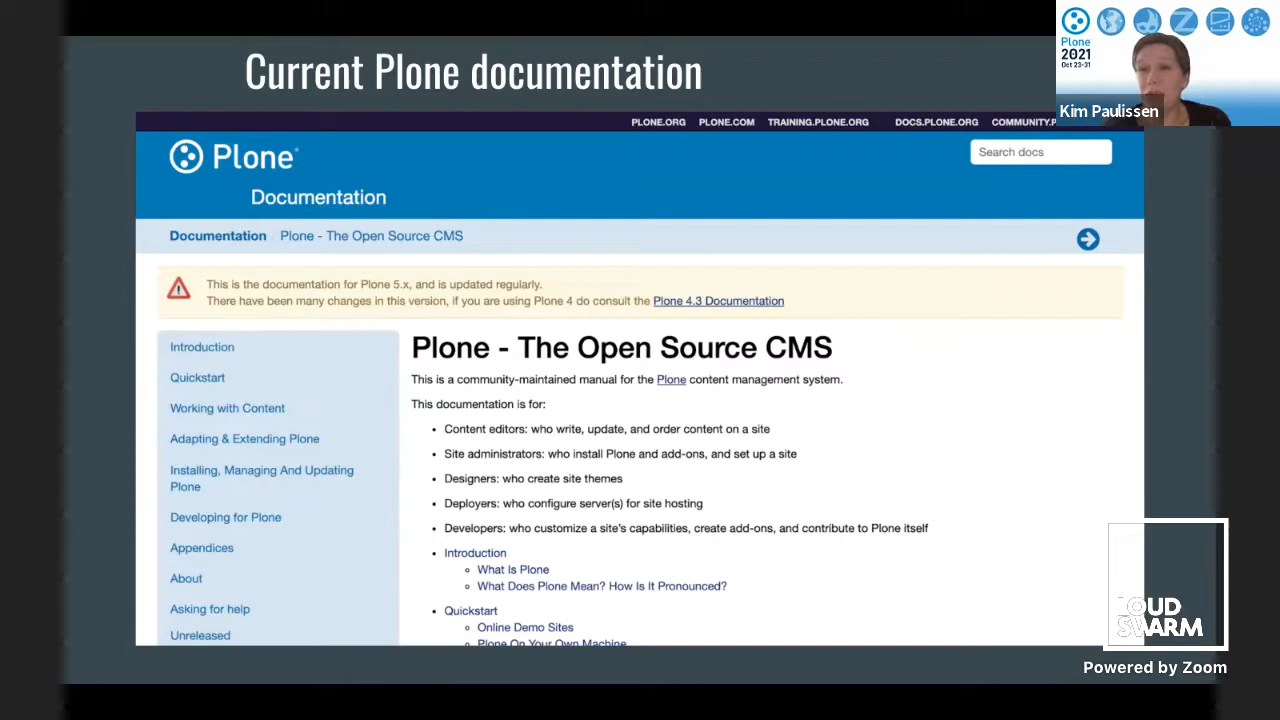 Current Plone documentation
Plone
2021
Oct 23-31
Kim Paulissen
PLONE.ORG PLONE.COM TRAINING.PLONE.ORG DOCS.PLONE.ORG COMMUNITY.P
Plone
Search docs
Documentation
Documentation Plone - The Open Source CMS
This is the documentation for Plone 5.x, and is updated regularly.
There have been many changes in this version, if you are using Plone 4 do consult the Plone 4.3 Documentation
Introduction
Quickstart
Working with Content
Adapting & Extending Plone
Installing, Managing And Updating
Plone
Developing for Plone
Appendices
About
Asking for help
Unreleased
Plone - The Open Source CMS
This is a community-maintained manual for the Plone content management system.
This documentation is for:
• Content editors: who write, update, and order content on a site
• Site administrators: who install Plone and add-ons, and set up a site
• Designers: who create site themes
• Deployers: who configure server(s) for site hosting
• Developers: who customize a site's capabilities, create add-ons, and contribute to Plone itself
• Introduction
◦ What Is Plone
◦ What Does Plone Mean? How Is It Pronounced?
• Quickstart
◦ Online Demo Sites
◦ Plone On Your Own Machine
LOUD
SWARM
Powered by Zoom